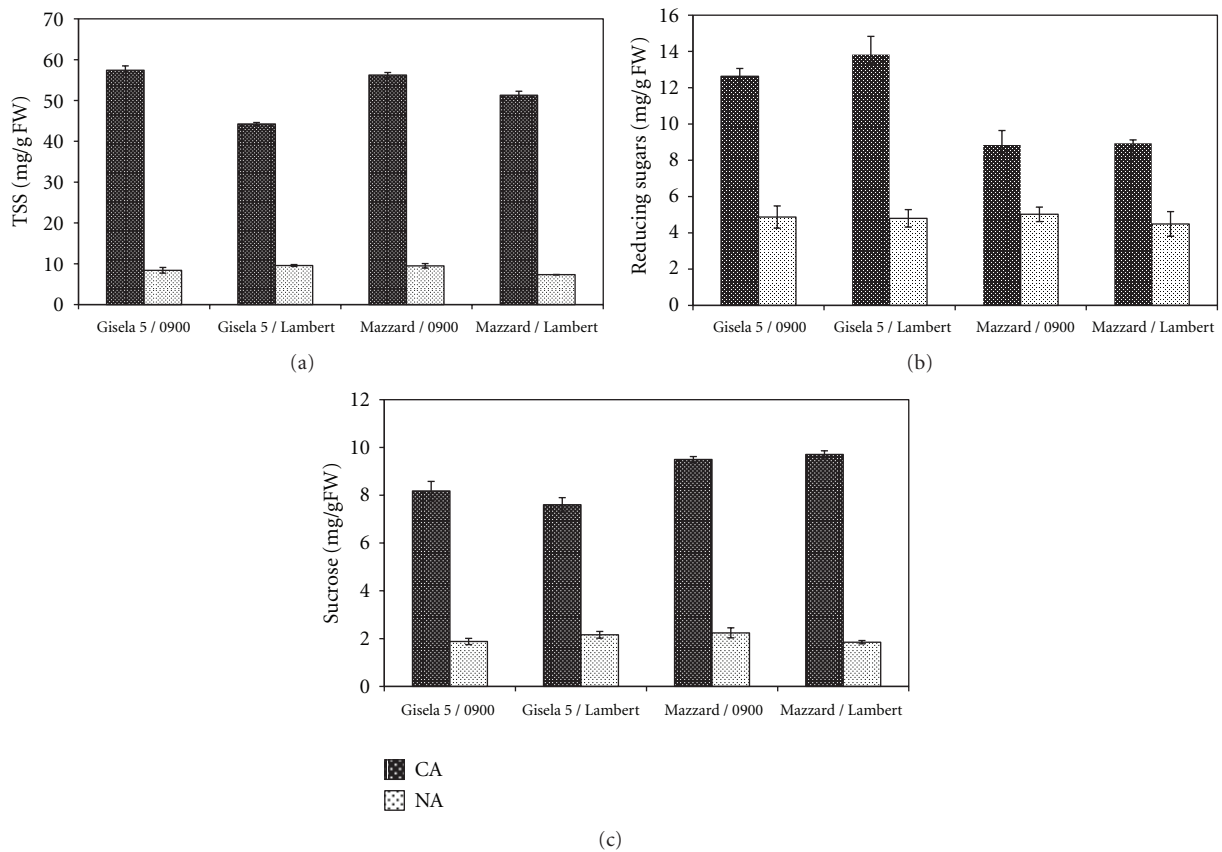 70
60
50
40
30
20
10
0
TSS (mg/g FW)
Gisela 5 / 0900
Gisela 5 / Lambert
Mazzard / 0900
Mazzard / Lambert
(a)
16
14
12
10
8
6
4
2
0
Reducing sugars (mg/g FW)
Gisela 5 / 0900
Gisela 5 / Lambert
Mazzard / 0900
Mazzard / Lambert
(b)
12
10
8
6
4
2
0
Sucrose (mg/gFW)
Gisela 5 / 0900
Gisela 5 / Lambert
Mazzard / 0900
Mazzard / Lambert
CA
NA
(c)